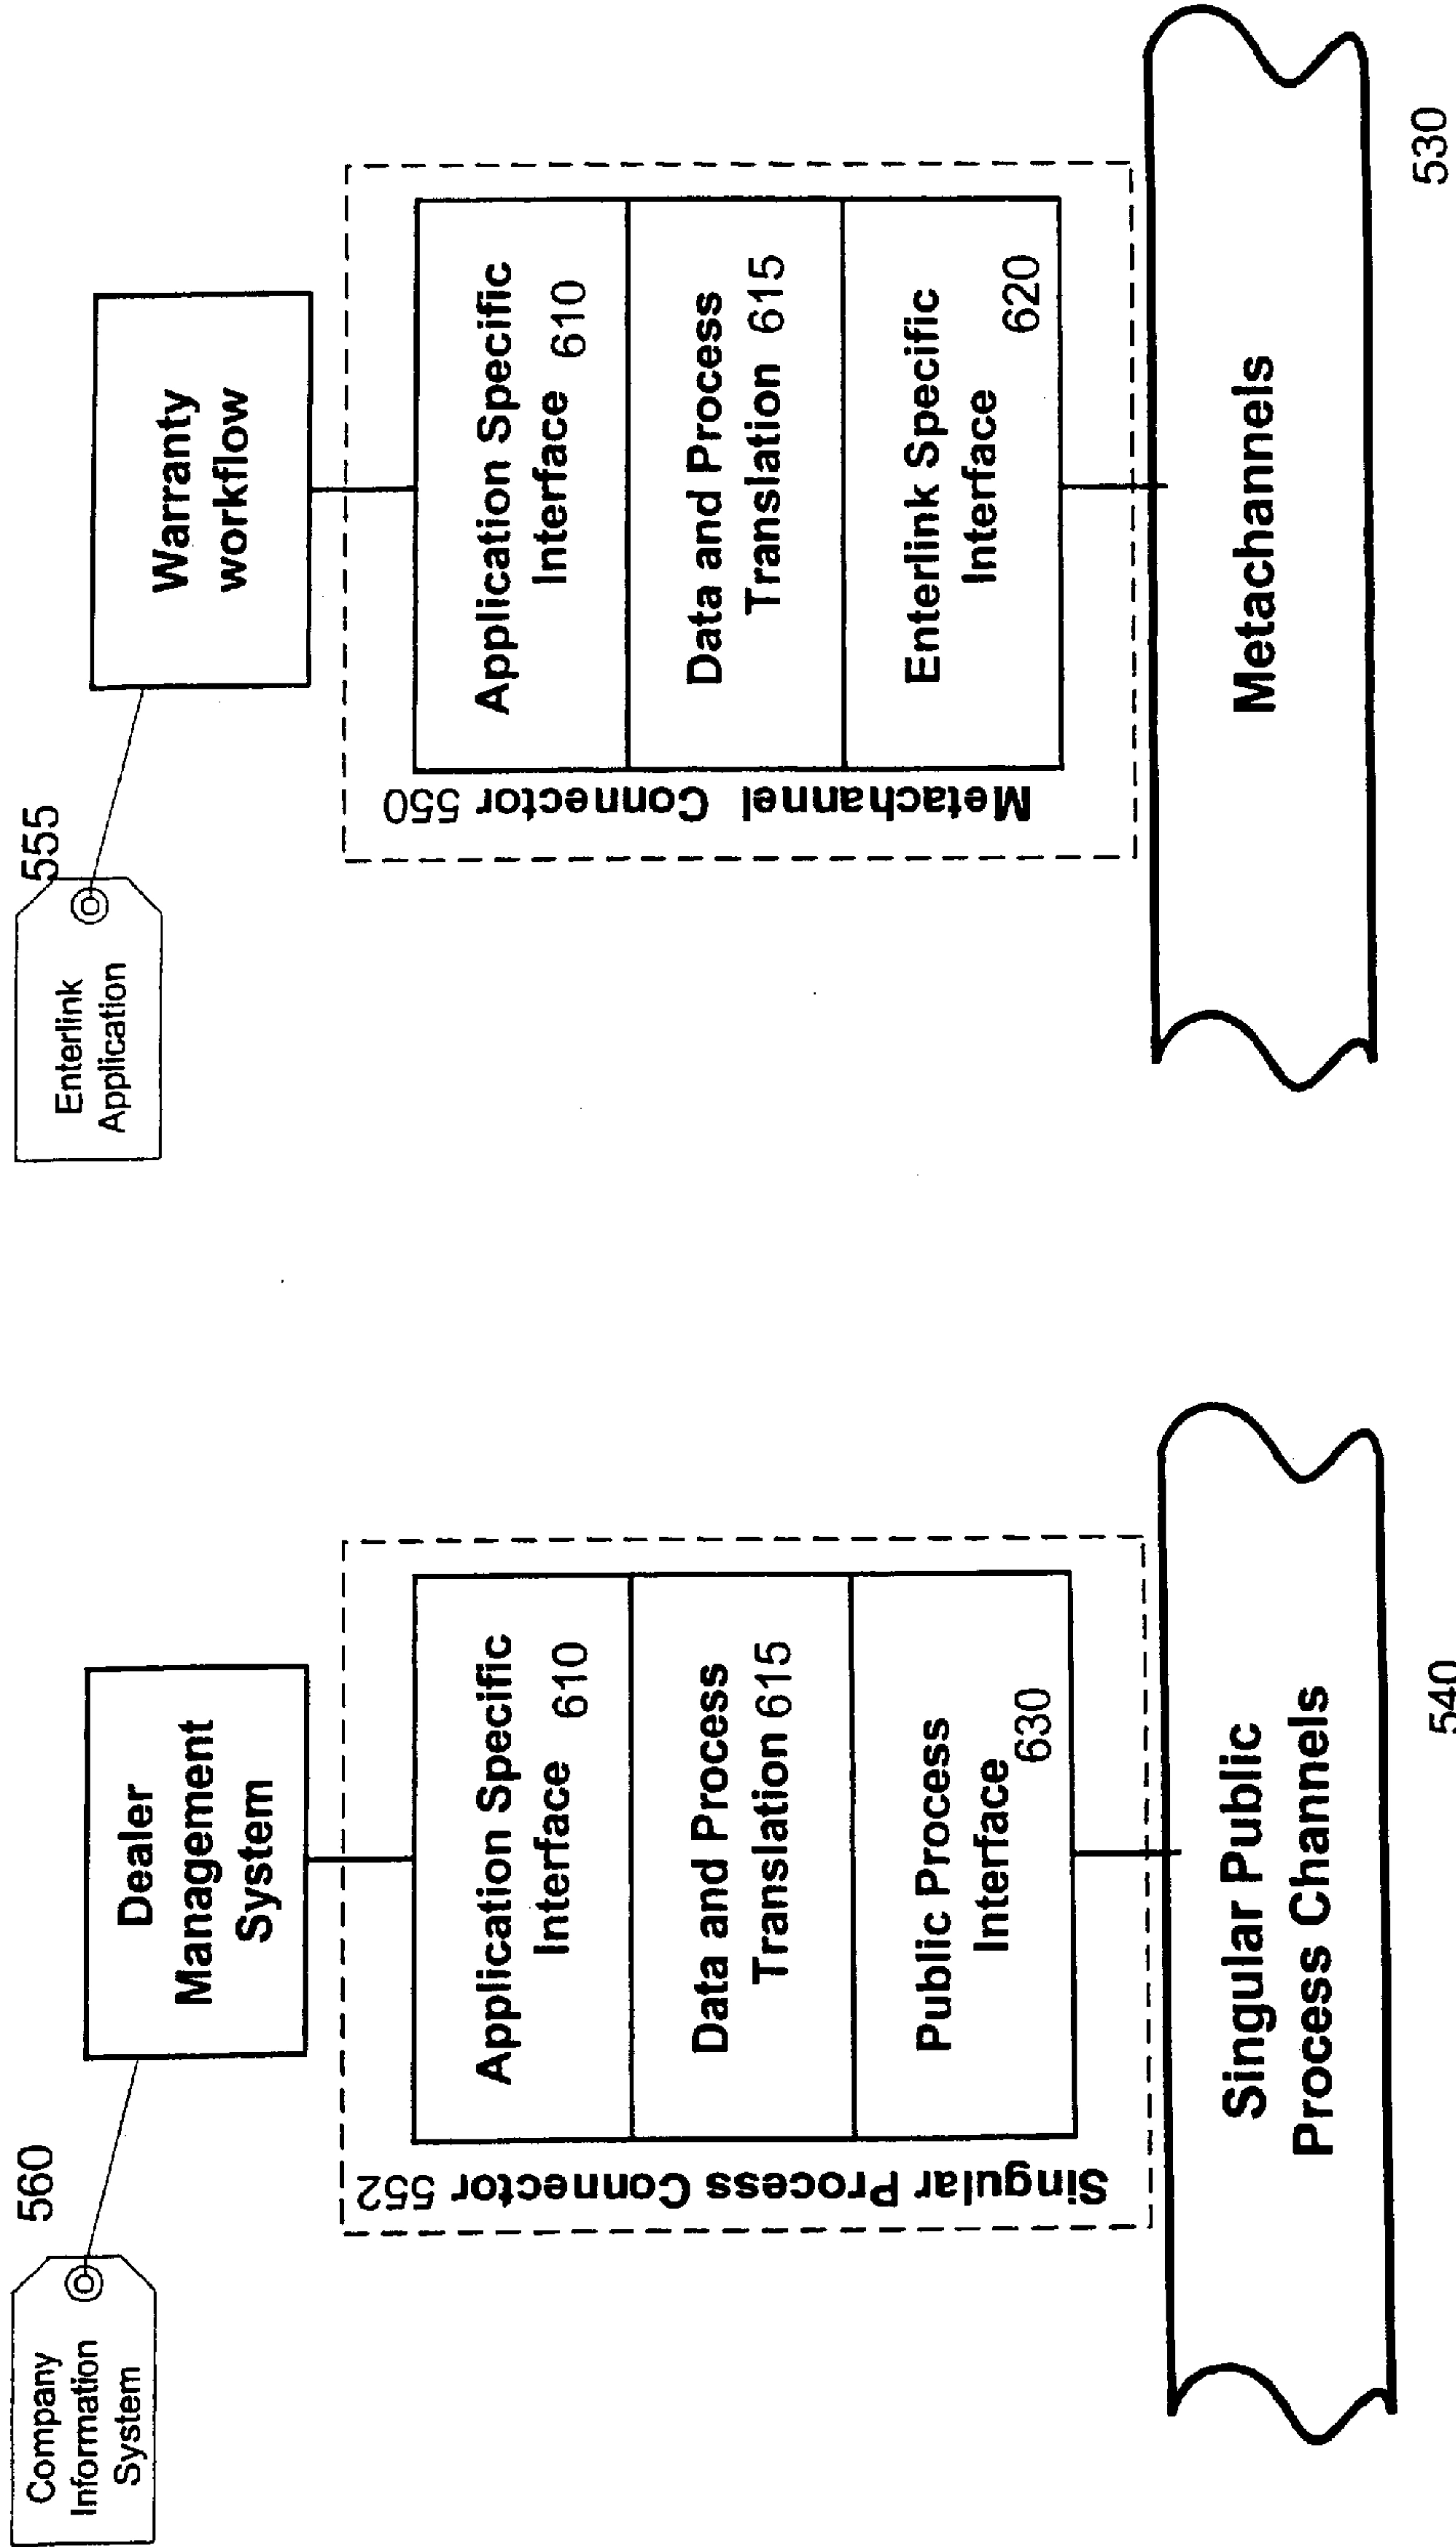 Company
Information
System
560
Dealer
Management
System
Application Specific
Interface 610
Data and Process
Translation 615
Public Process
Interface
630
Singular Process Connector 552
Singular Public
Process Channels
540
Enterlink
Application
555
Warranty
workflow
Application Specific
Interface 610
Data and Process
Translation 615
Enterlink Specific
Interface
620
Metachannel Connector 550
Metachannels
530